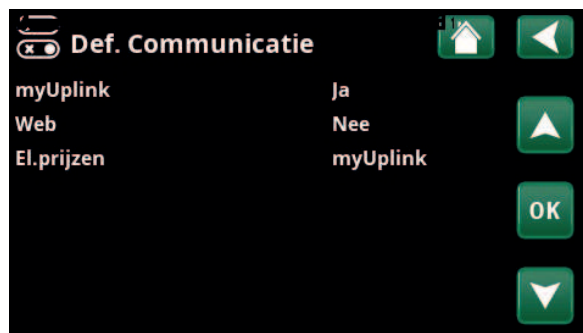 Def. Communicatie
myUplink Ja
Web Nee
El.prijzen myUplink
OK